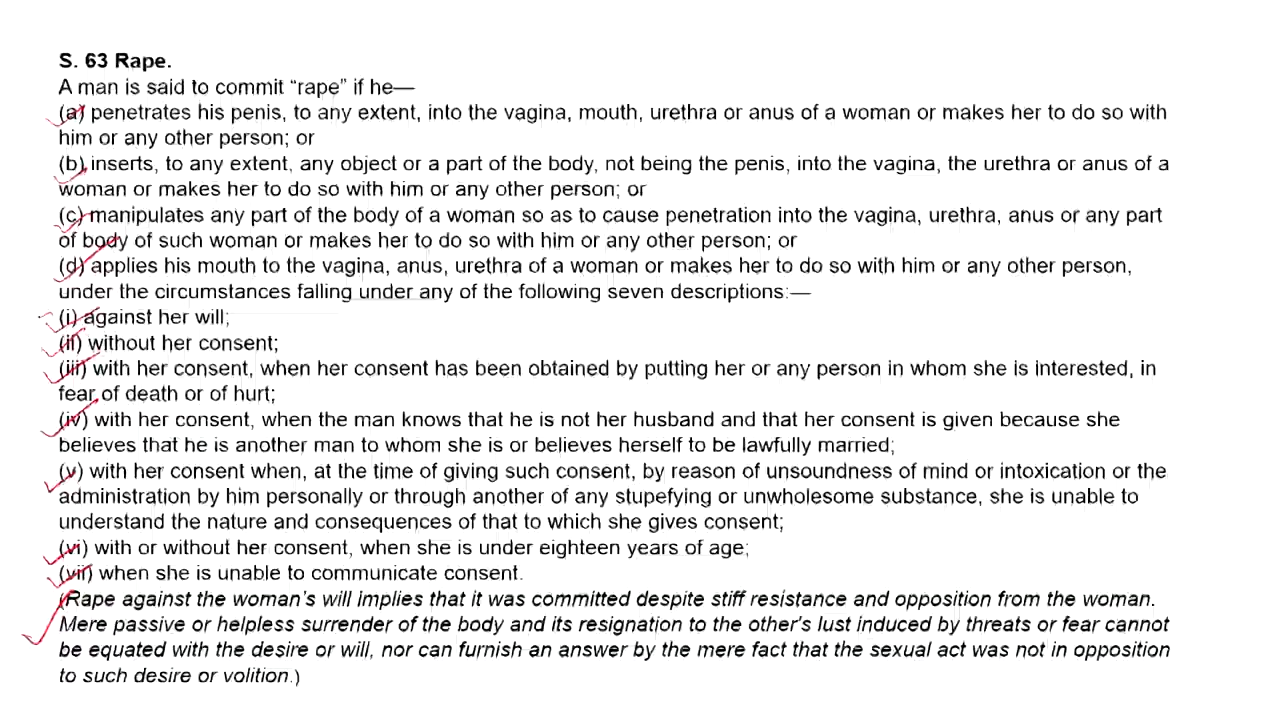 S. 63 Rape.
A man is said to commit “rape” if he—
(a) penetrates his penis, to any extent, into the vagina, mouth, urethra or anus of a woman or makes her to do so with
him or any other person; or
(b) inserts, to any extent, any object or a part of the body, not being the penis, into the vagina, the urethra or anus of a
woman or makes her to do so with him or any other person; or
(c) manipulates any part of the body of a woman so as to cause penetration into the vagina, urethra, anus or any part
of body of such woman or makes her to do so with him or any other person; or
(d) applies his mouth to the vagina, anus, urethra of a woman or makes her to do so with him or any other person,
under the circumstances falling under any of the following seven descriptions:—
(i) against her will;
(ii) without her consent;
(iii) with her consent, when her consent has been obtained by putting her or any person in whom she is interested, in
fear of death or of hurt;
(iv) with her consent, when the man knows that he is not her husband and that her consent is given because she
believes that he is another man to whom she is or believes herself to be lawfully married;
(v) with her consent when, at the time of giving such consent, by reason of unsoundness of mind or intoxication or the
administration by him personally or through another of any stupefying or unwholesome substance, she is unable to
understand the nature and consequences of that to which she gives consent;
(vi) with or without her consent, when she is under eighteen years of age;
(vii) when she is unable to communicate consent.
(Rape against the woman’s will implies that it was committed despite stiff resistance and opposition from the woman.
Mere passive or helpless surrender of the body and its resignation to the other’s lust induced by threats or fear cannot
be equated with the desire or will, nor can furnish an answer by the mere fact that the sexual act was not in opposition
to such desire or volition.)